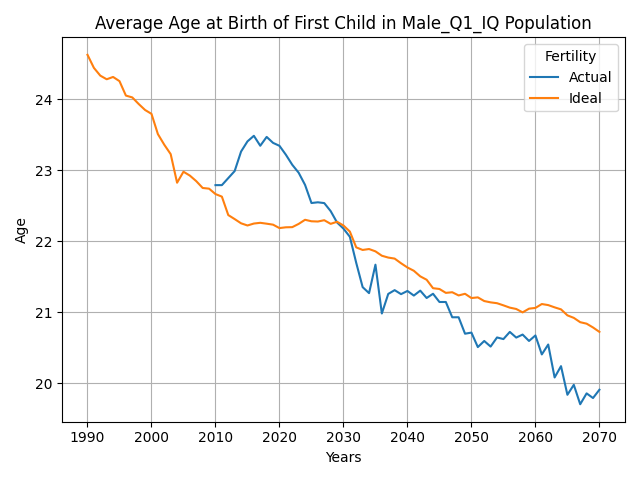 Average Age at Birth of First Child in Male_Q1_IQ Population
Fertility
Actual
Ideal
Age
24
23
22
21
20
1990 2000 2010 2020 2030 2040 2050 2060 2070
Years